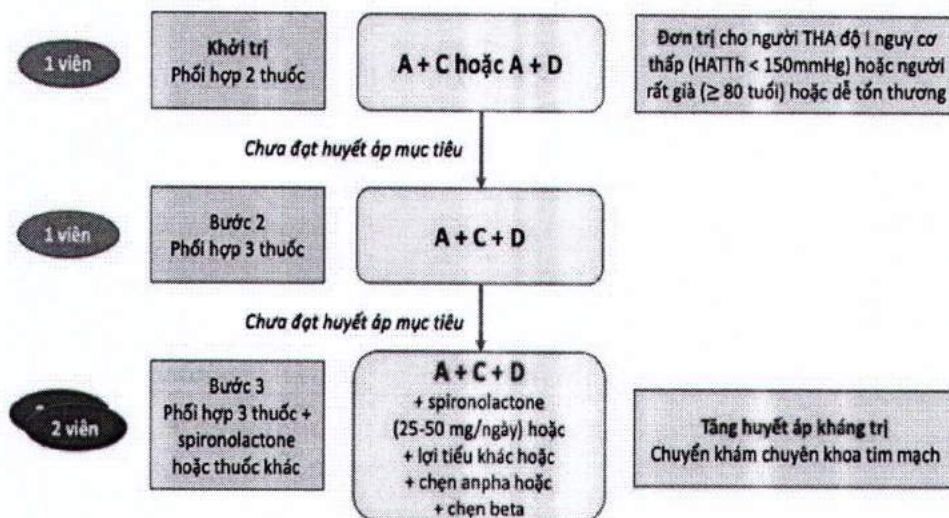 1 viên
Khởi trị
Phối hợp 2 thuốc
A + C hoặc A + D
Đơn trị cho người THA độ I nguy cơ
thấp (HATTh < 150mmHg) hoặc người
rất già (≥ 80 tuổi) hoặc dễ tổn thương
Chưa đạt huyết áp mục tiêu
1 viên
Bước 2
Phối hợp 3 thuốc
A + C + D
Chưa đạt huyết áp mục tiêu
2 viên
Bước 3
Phối hợp 3 thuốc +
spironolactone
hoặc thuốc khác
A + C + D
+ spironolactone
(25-50 mg/ngày) hoặc
+ lợi tiểu khác hoặc
+ chẹn anpha hoặc
+ chẹn beta
Tăng huyết áp kháng trị
Chuyển khám chuyên khoa tim mạch